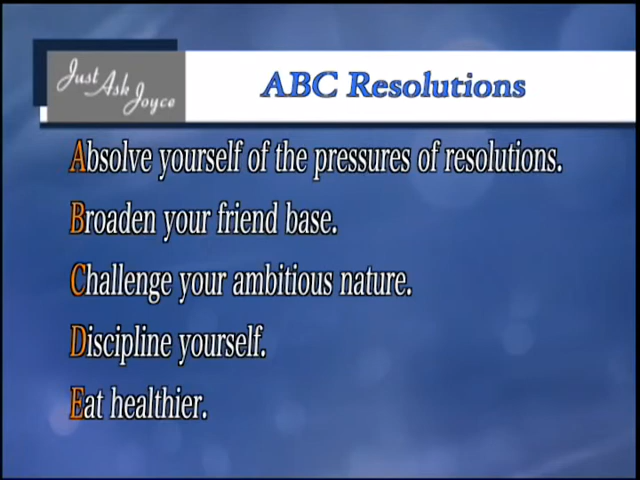 Just
Ask
Joyce
ABC Resolutions
Absolve yourself of the pressures of resolutions.
Broaden your friend base.
Challenge your ambitious nature.
Discipline yourself.
Eat healthier.